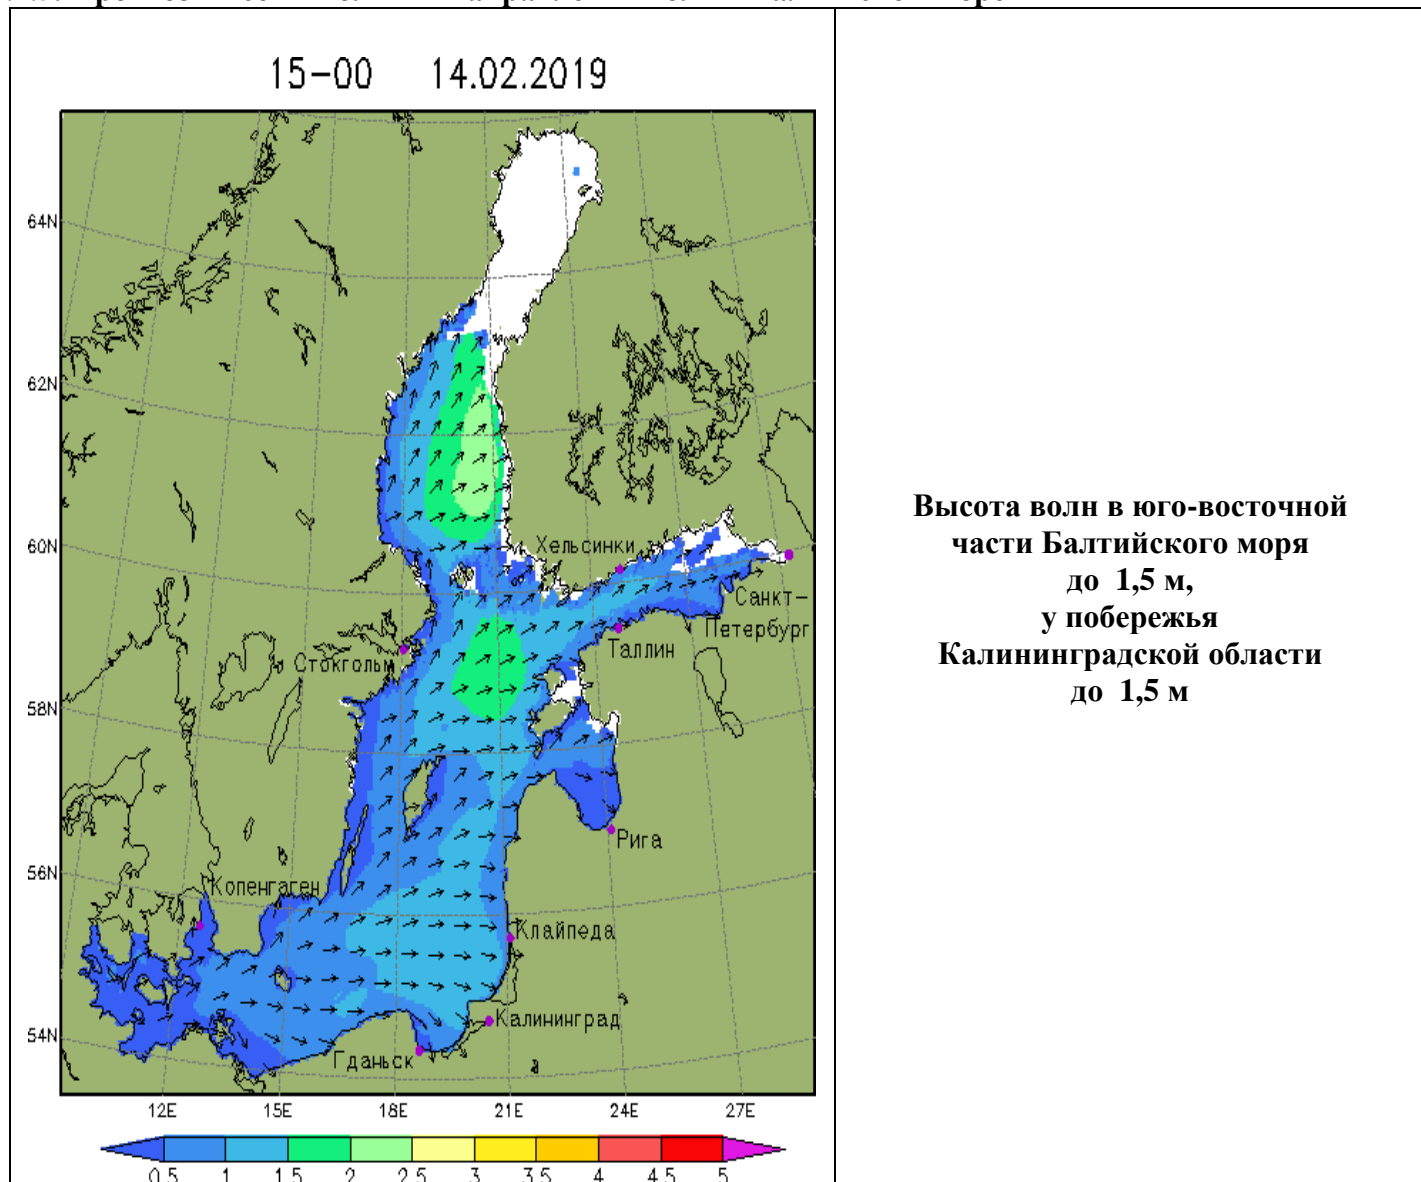 15-00 14.02.2019
64N
62N
60N
58N
56N
54N
Хельсинки
Санкт-
Петербург
Таллин
Стокгольм
Рига
Копенгаген
Клайпеда
Калининград
Гданьск
12E 15E 18E 21E 24E 27E
0.5 1 1.5 2 2.5 3 3.5 4 4.5 5
Высота волн в юго-восточной
части Балтийского моря
до 1,5 м,
у побережья
Калининградской области
до 1,5 м